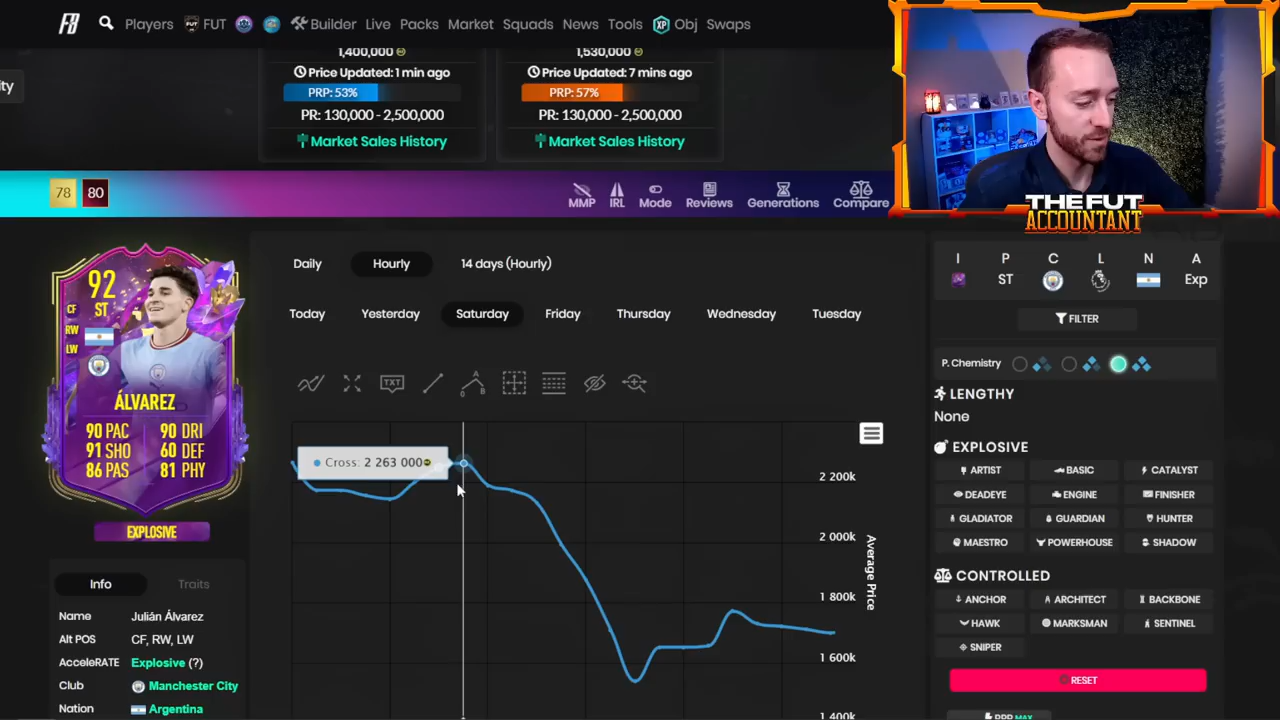 Players FUT Builder Live Packs Market Squads News Tools XP Obj Swaps
1,400,000 1,530,000
Price Updated: 1 min ago Price Updated: 7 mins ago
PRP: 53% PRP: 57%
PR: 130,000 - 2,500,000 PR: 130,000 - 2,500,000
Market Sales History Market Sales History
ity
78 80
MMP IRL Mode Reviews Generations Compare
THE FUT
ACCOUNTANT
92
ST
CF
RW
LW
ÁLVAREZ
90 PAC 90 DRI
91 SHO 60 DEF
86 PAS 81 PHY
EXPLOSIVE
Info Traits
Name Julián Álvarez
Alt POS CF, RW, LW
AcceleRATE Explosive (?)
Club Manchester City
Nation Argentina
Daily Hourly 14 days (Hourly)
Today Yesterday Saturday Friday Thursday Wednesday Tuesday
TXT
Cross: 2 263 000
2 200k
2 000k
1 800k
1 600k
1 400k
Average Price
I P C L N A
ST Exp
FILTER
P. Chemistry
LENGTHY
None
EXPLOSIVE
ARTIST BASIC CATALYST
DEADEYE ENGINE FINISHER
GLADIATOR GUARDIAN HUNTER
MAESTRO POWERHOUSE SHADOW
CONTROLLED
ANCHOR ARCHITECT BACKBONE
HAWK MARKSMAN SENTINEL
SNIPER
RESET